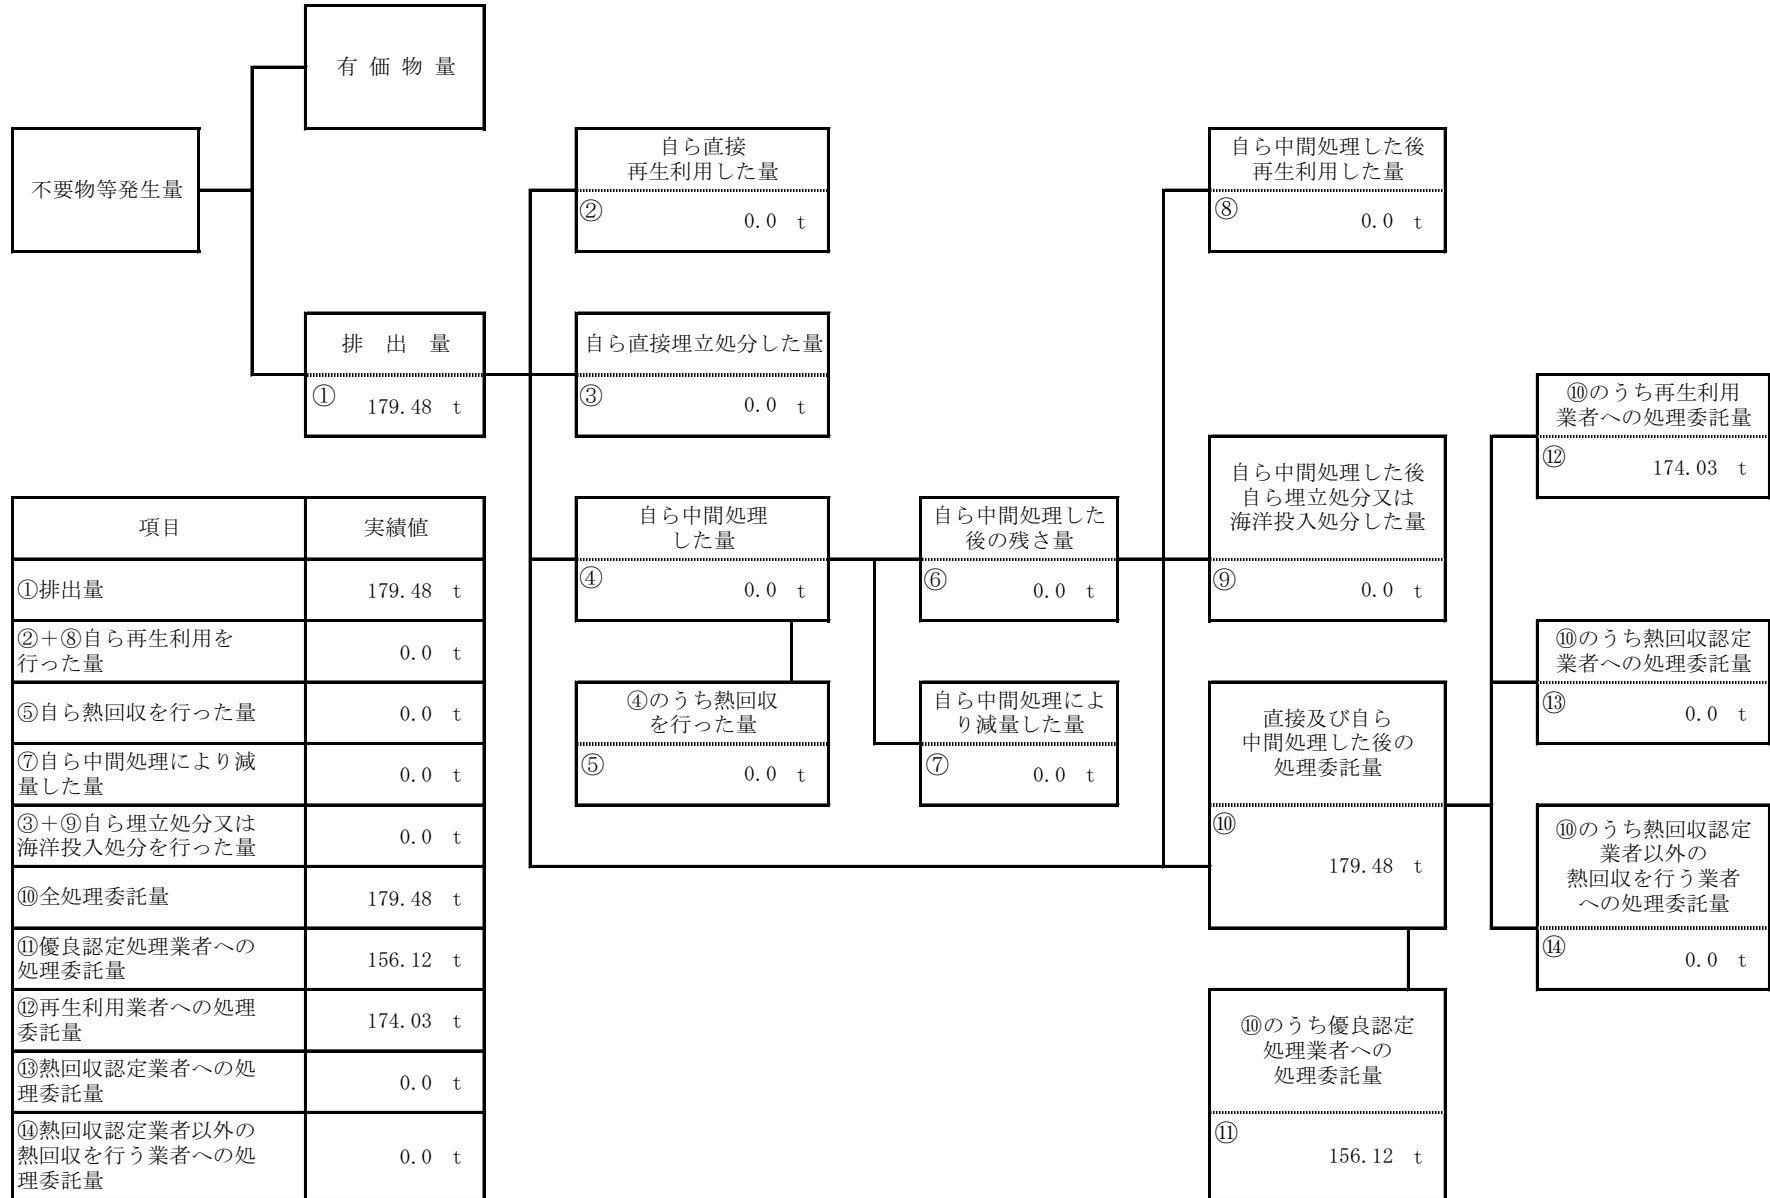 有 価 物 量
不要物等発生量
自ら直接
再生利用した量
② 0.0 t
自ら中間処理した後
再生利用した量
⑧ 0.0 t
排 出 量
① 179.48 t
自ら直接埋立処分した量
③ 0.0 t
⑩のうち再生利用
業者への処理委託量
⑫ 174.03 t
自ら中間処理
した量
④ 0.0 t
自ら中間処理した
後の残さ量
⑥ 0.0 t
自ら中間処理した後
自ら埋立処分又は
海洋投入処分した量
⑨ 0.0 t
④のうち熱回収
を行った量
⑤ 0.0 t
自ら中間処理によ
り減量した量
⑦ 0.0 t
直接及び自ら
中間処理した後の
処理委託量
⑩
179.48 t
⑩のうち熱回収認定
業者への処理委託量
⑬ 0.0 t
⑩のうち熱回収認定
業者以外の
熱回収を行う業者
への処理委託量
⑭ 0.0 t
⑩のうち優良認定
処理業者への
処理委託量
⑪
156.12 t
項目 実績値
①排出量 179.48 t
②＋⑧自ら再生利用を
行った量 0.0 t
⑤自ら熱回収を行った量 0.0 t
⑦自ら中間処理により減
量した量 0.0 t
③＋⑨自ら埋立処分又は
海洋投入処分を行った量 0.0 t
⑩全処理委託量 179.48 t
⑪優良認定処理業者への
処理委託量 156.12 t
⑫再生利用業者への処理
委託量 174.03 t
⑬熱回収認定業者への処
理委託量 0.0 t
⑭熱回収認定業者以外の
熱回収を行う業者への処
理委託量 0.0 t